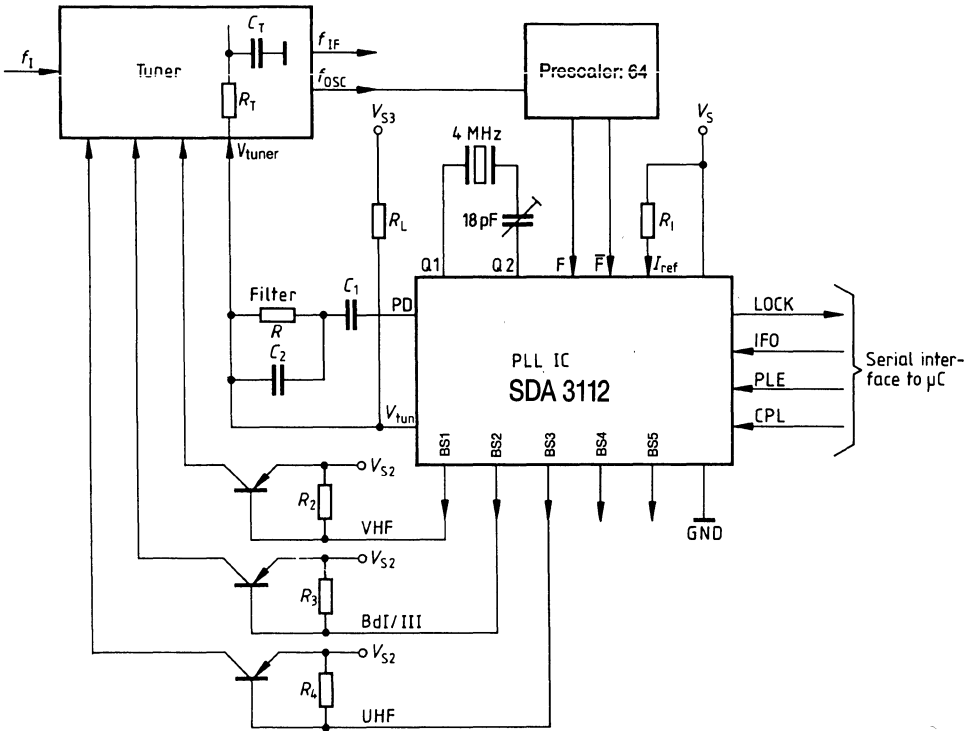 C_T
f_IF
f_I
Tuner
f_OSC
Prescaler: 64
R_T
V_S3
V_S
V_tuner
4 MHz
R_L
18 pF
R_1
Q1
Q2
F
F̅
I_ref
Filter
C_1
PD
LOCK
R
IFO
C_2
PLL IC
SDA 3112
PLE
Serial inter-
face to µC
V_tun
CPL
BS1
BS2
BS3
BS4
BS5
V_S2
R_2
VHF
GND
V_S2
R_3
BdI/III
V_S2
R_4
UHF